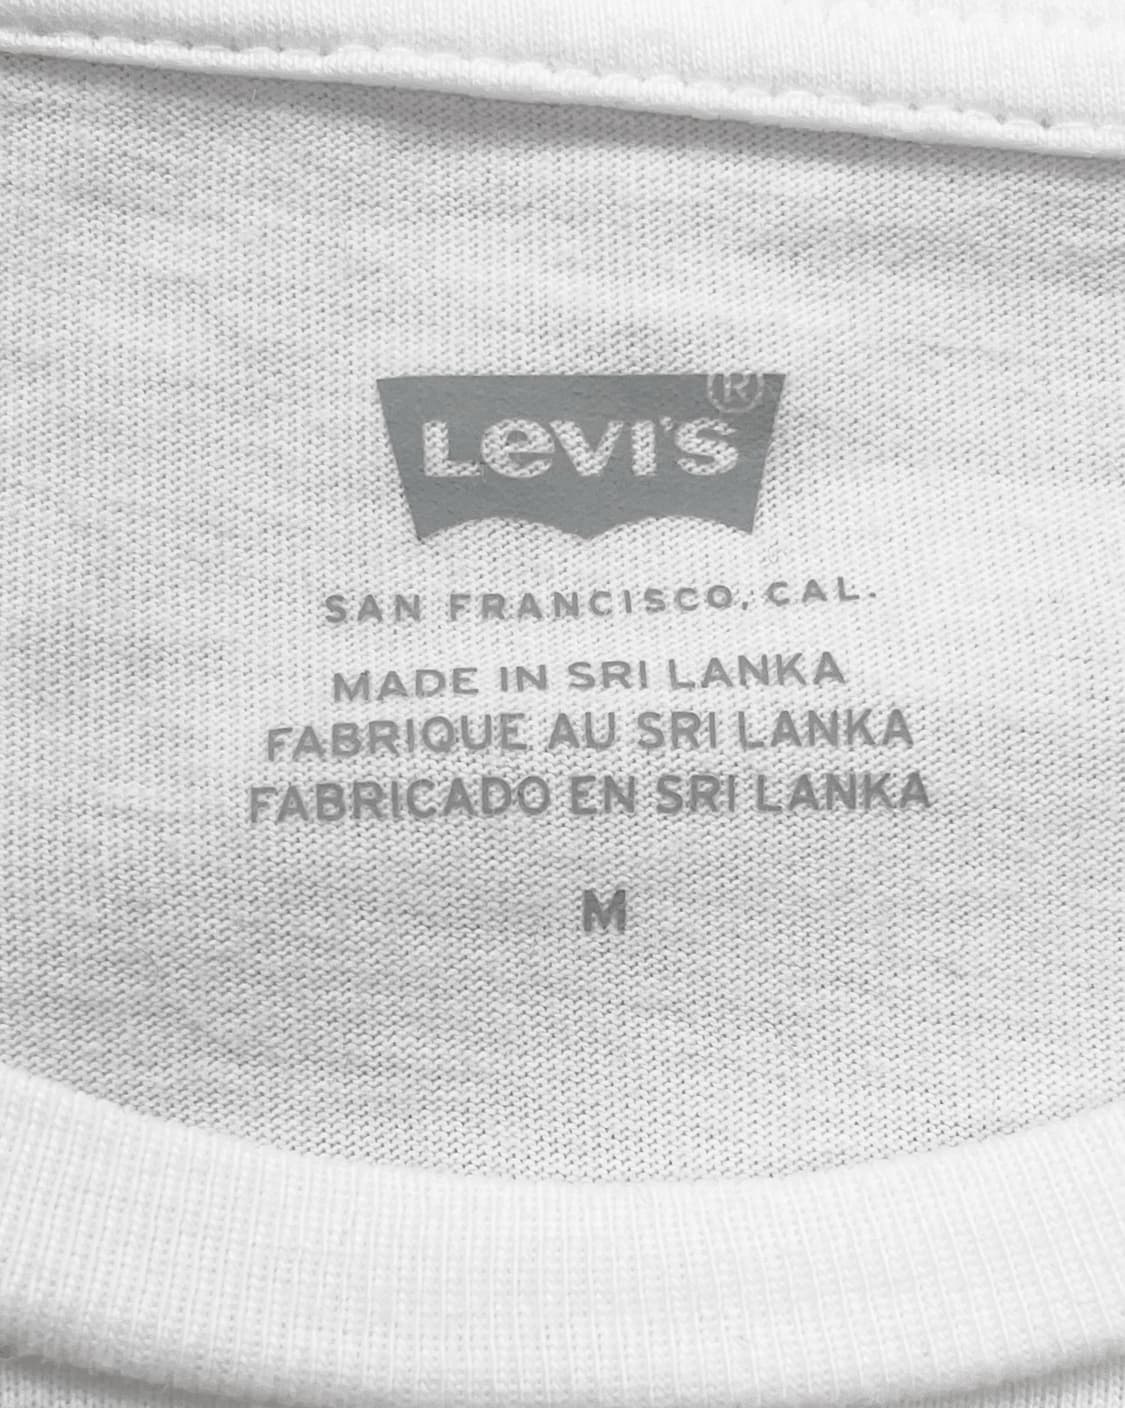 Levi's®
SAN FRANCISCO, CAL.
MADE IN SRI LANKA
FABRIQUE AU SRI LANKA
FABRICADO EN SRI LANKA
M